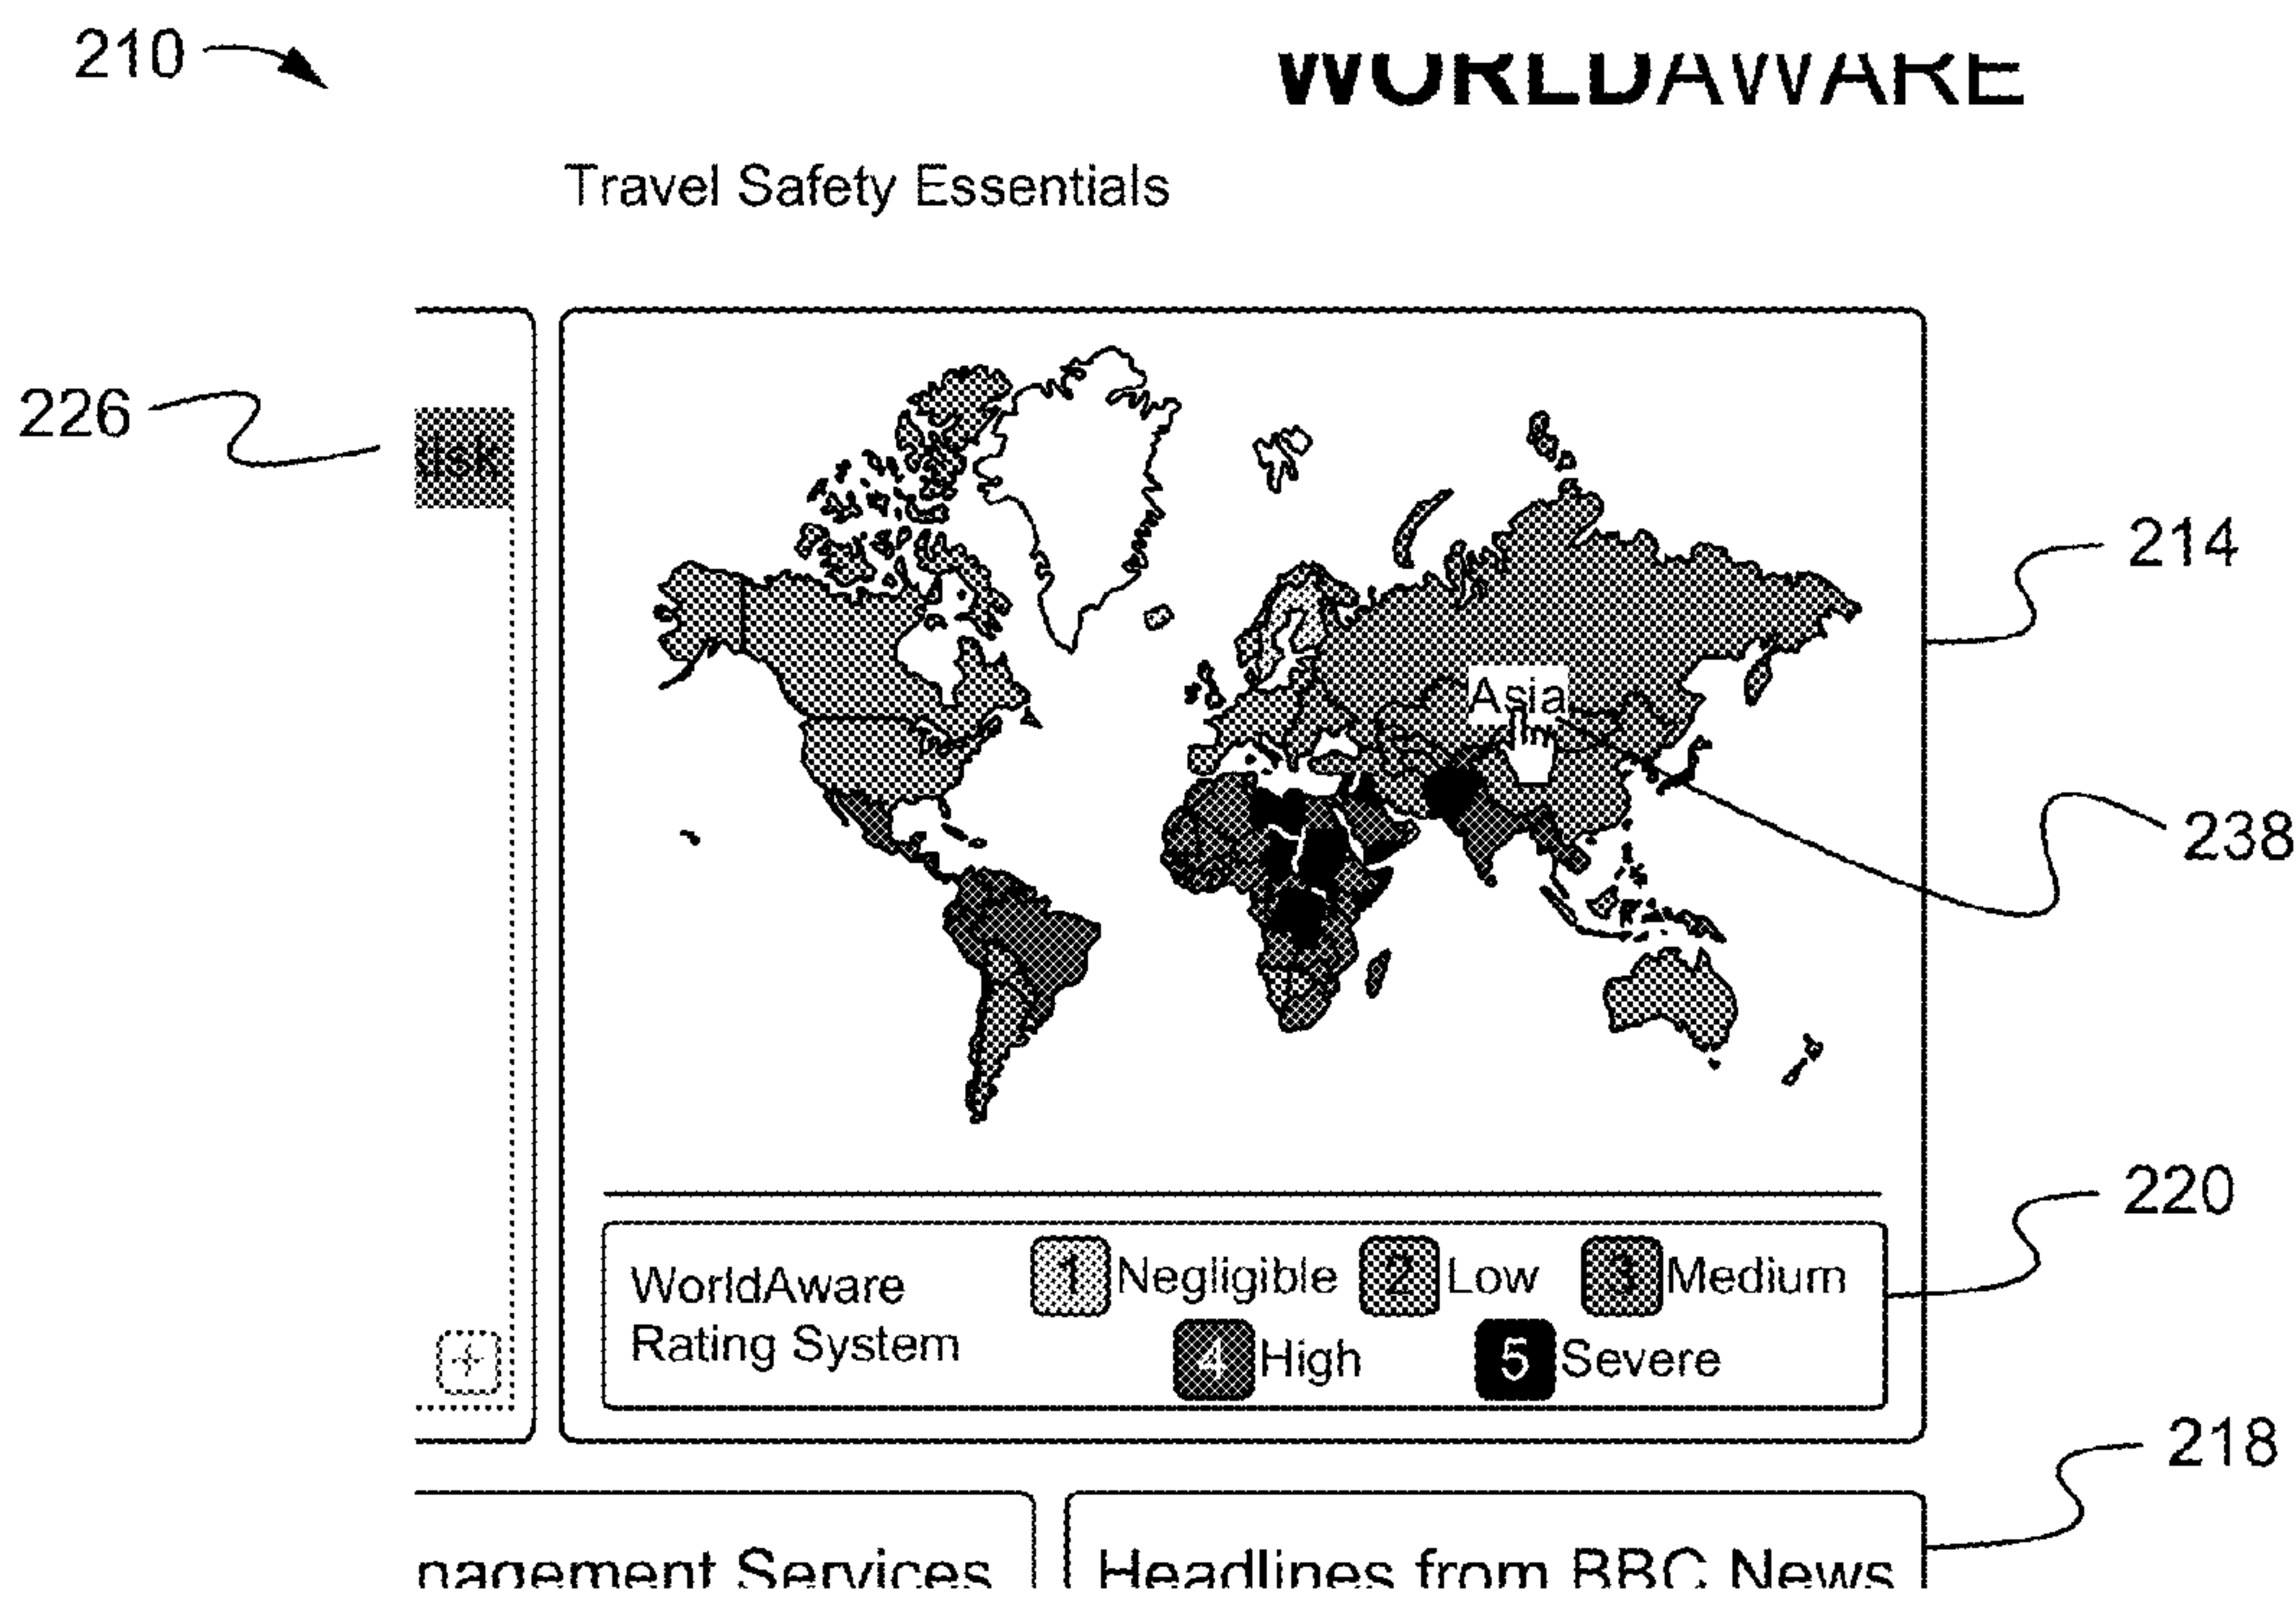 210
WORLDAWARE
Travel Safety Essentials
226
Risk
214
Asia
238
220
WorldAware
Rating System
1 Negligible 2 Low 3 Medium
4 High 5 Severe
+
218
nagement Services
Headlines from BBC News